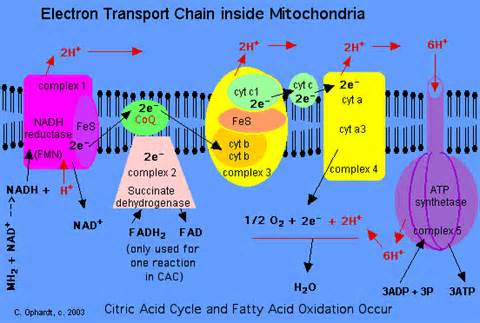 Electron Transport Chain inside Mitochondria
2H⁺
2H⁺
2H⁺
6H⁺
complex 1
NADH
reductase
(FMN)
FeS
2e⁻
2e⁻
CoQ
cyt c1
2e⁻
cyt c
2e⁻
2e⁻
cyt a
FeS
cyt b
cyt b
complex 3
cyt a3
complex 4
2e⁻
complex 2
Succinate
dehydrogenase
ATP
synthetase
complex 5
NADH +
H⁺
NAD⁺
MH₂ + NAD⁺ --->
FADH₂
FAD
(only used for
one reaction
in CAC)
1/2 O₂ + 2e⁻ + 2H⁺
H₂O
6H⁺
3ADP + 3P
3ATP
C. Ophardt, c. 2003
Citric Acid Cycle and Fatty Acid Oxidation Occur